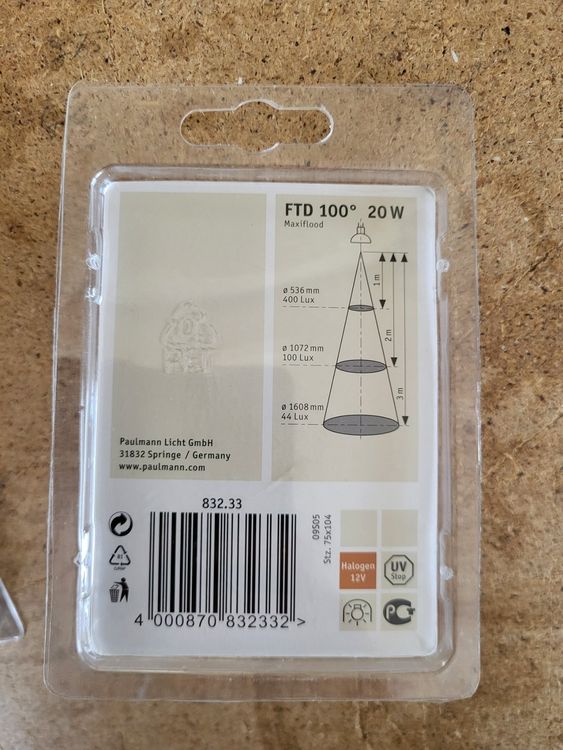 FTD 100° 20 W
Maxiflood
ø 536 mm
400 Lux
1 m
ø 1072 mm
100 Lux
2 m
ø 1608 mm
44 Lux
3 m
Paulmann Licht GmbH
31832 Springe / Germany
www.paulmann.com
832.33
4 000870 832332 >
09S05
Stz. 75x104
Halogen
12V
UV
Stop